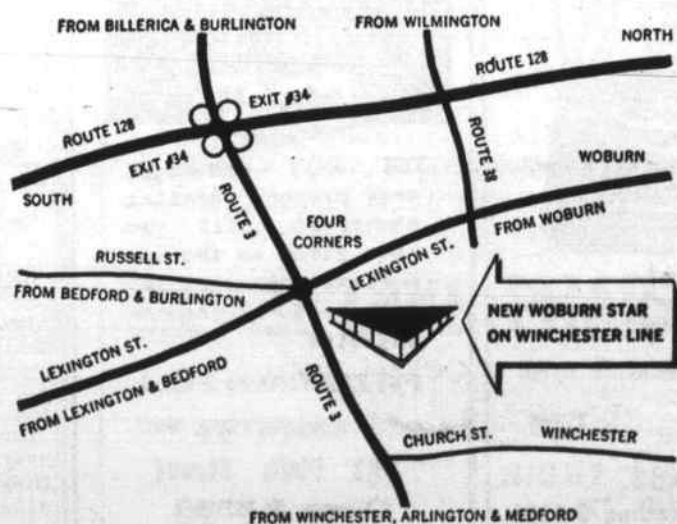 FROM BILLERICA & BURLINGTON
FROM WILMINGTON
NORTH
ROUTE 128
EXIT #34
ROUTE 128
EXIT #34
SOUTH
ROUTE 3
ROUTE 38
WOBURN
FOUR
CORNERS
FROM WOBURN
LEXINGTON ST.
RUSSELL ST.
FROM BEDFORD & BURLINGTON
NEW WOBURN STAR
ON WINCHESTER LINE
LEXINGTON ST.
FROM LEXINGTON & BEDFORD
ROUTE 3
CHURCH ST.
WINCHESTER
FROM WINCHESTER, ARLINGTON & MEDFORD